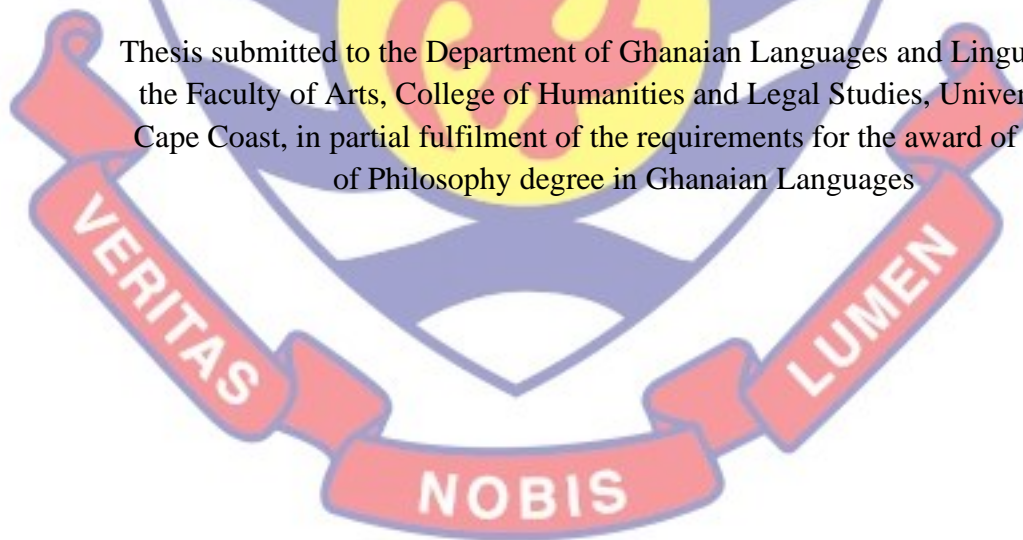 Thesis submitted to the Department of Ghanaian Languages and
the Faculty of Arts, College of Humanities and Legal Studies,
Cape Coast, in partial fulfilment of the requirements for the award of
of Philosophy degree in Ghanaian Languages
VERITAS
NOBIS
LUMEN